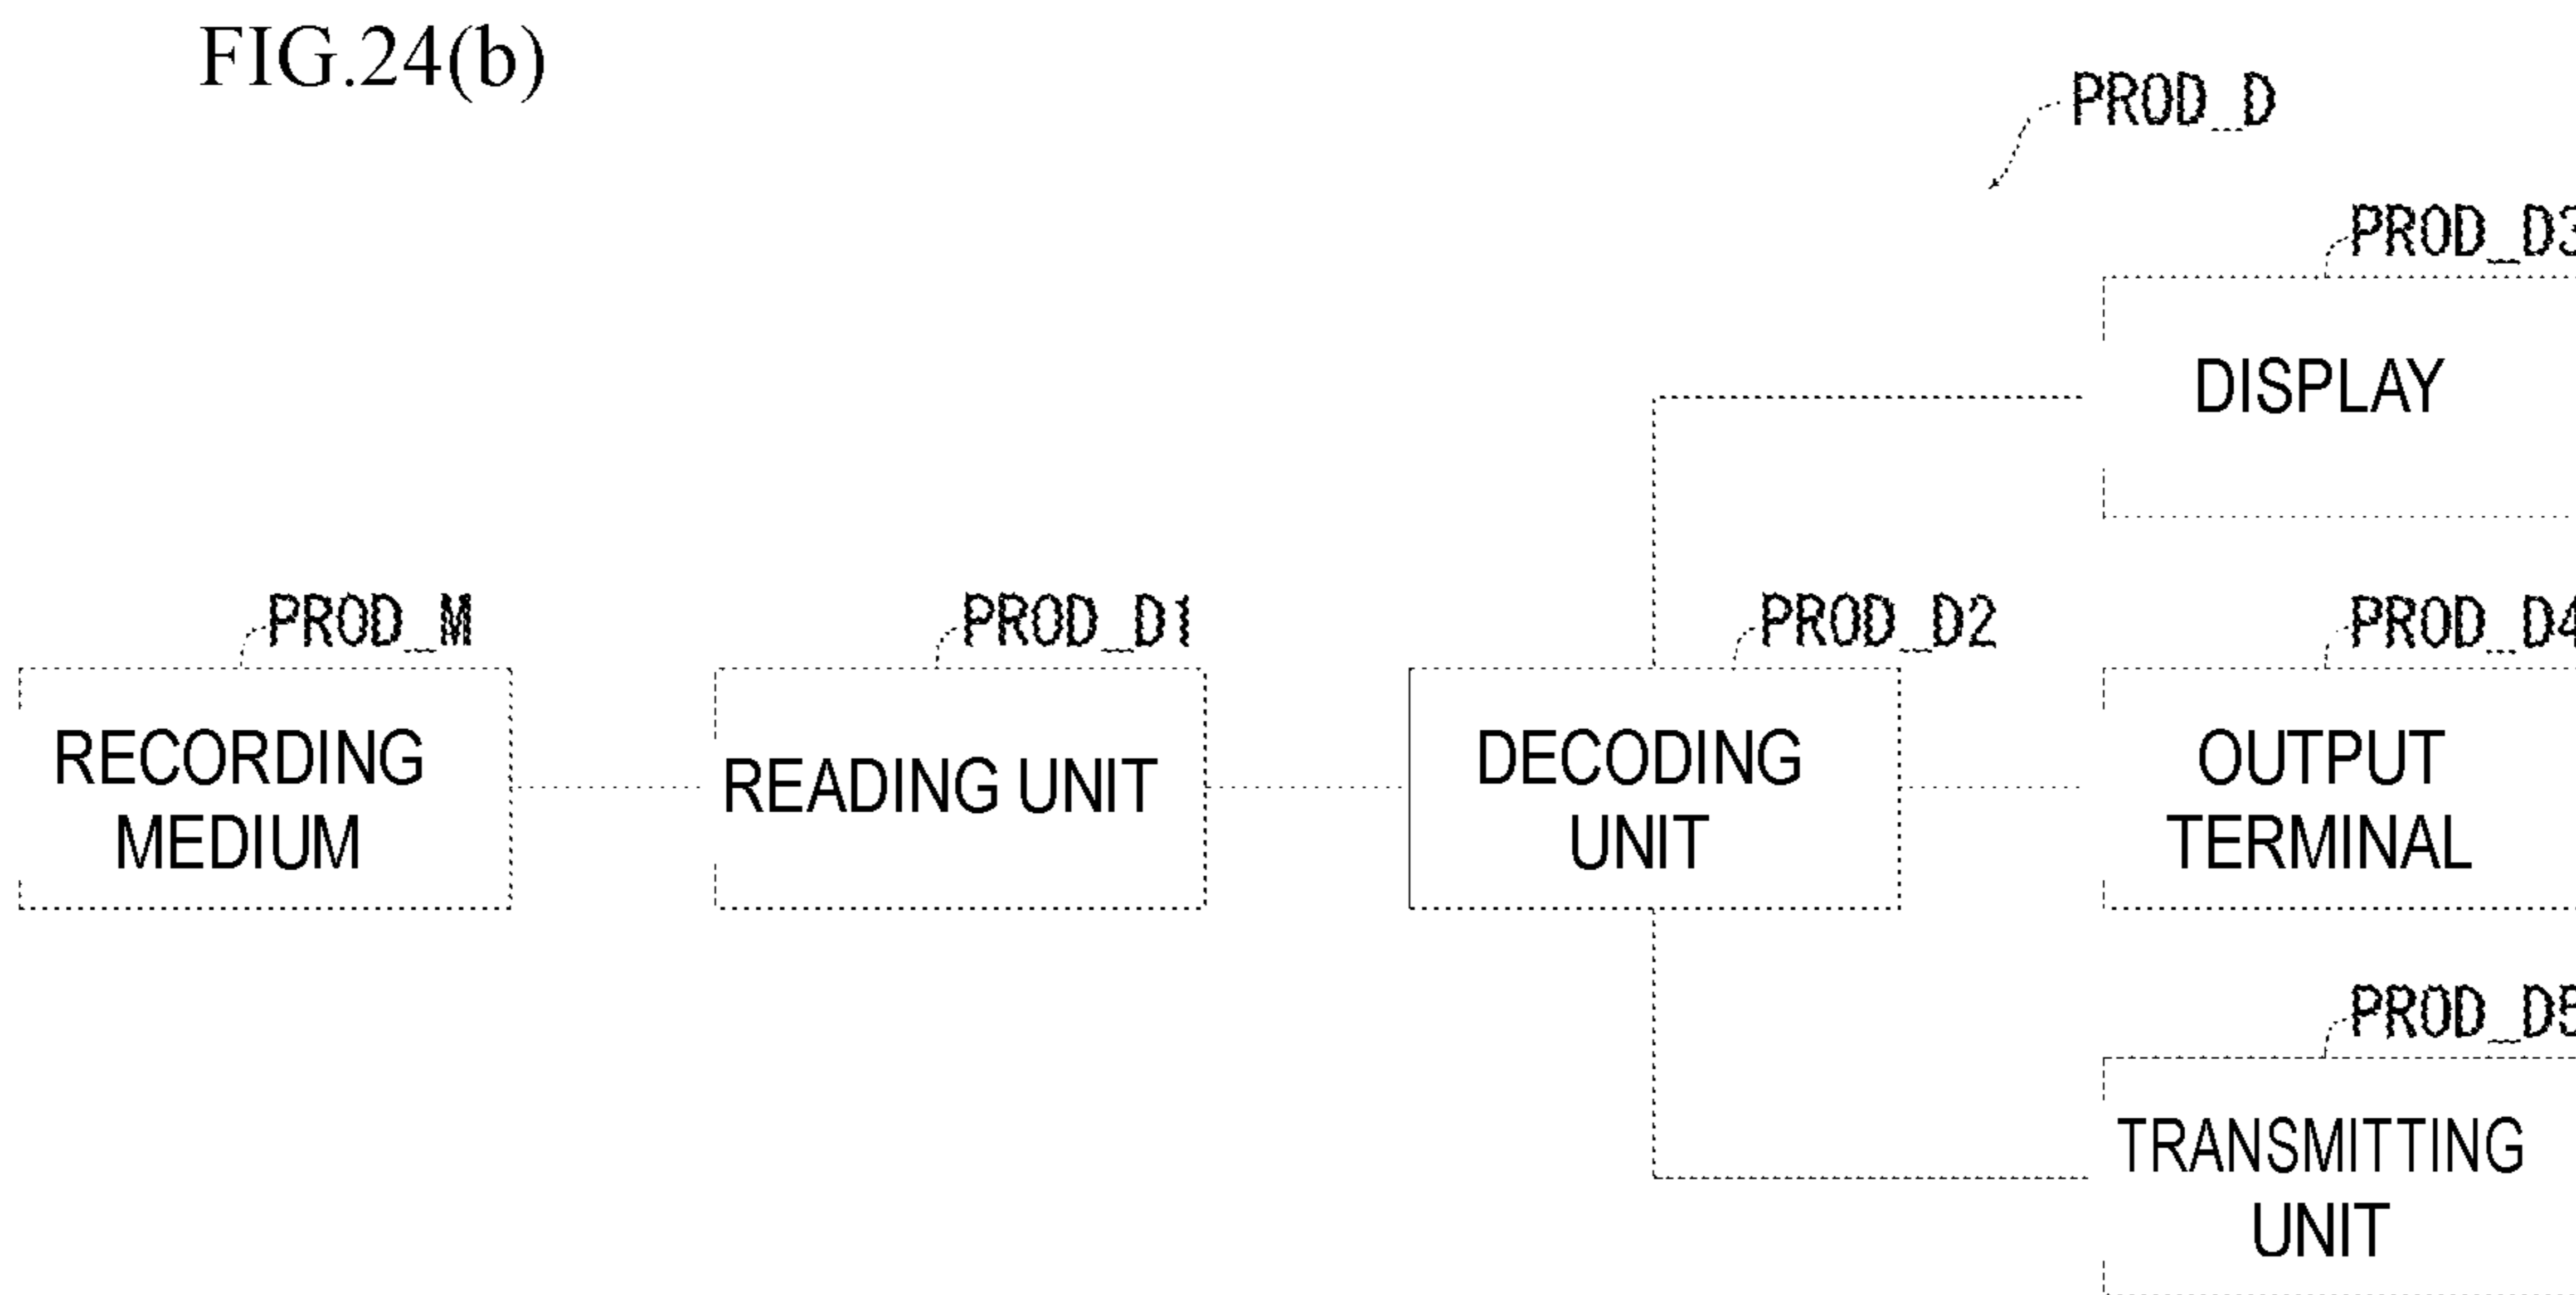 FIG.24(b)
PROD_D
PROD_D3
DISPLAY
PROD_M
PROD_D1
PROD_D2
PROD_D4
RECORDING
MEDIUM
READING UNIT
DECODING
UNIT
OUTPUT
TERMINAL
PROD_D5
TRANSMITTING
UNIT